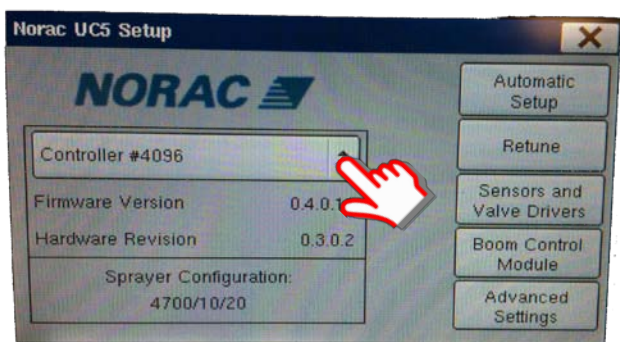 Norac UC5 Setup
NORAC
Automatic
Setup
Controller #4096
Retune
Firmware Version
0.4.0.1
Hardware Revision
0.3.0.2
Sensors and
Valve Drivers
Boom Control
Module
Sprayer Configuration:
4700/10/20
Advanced
Settings